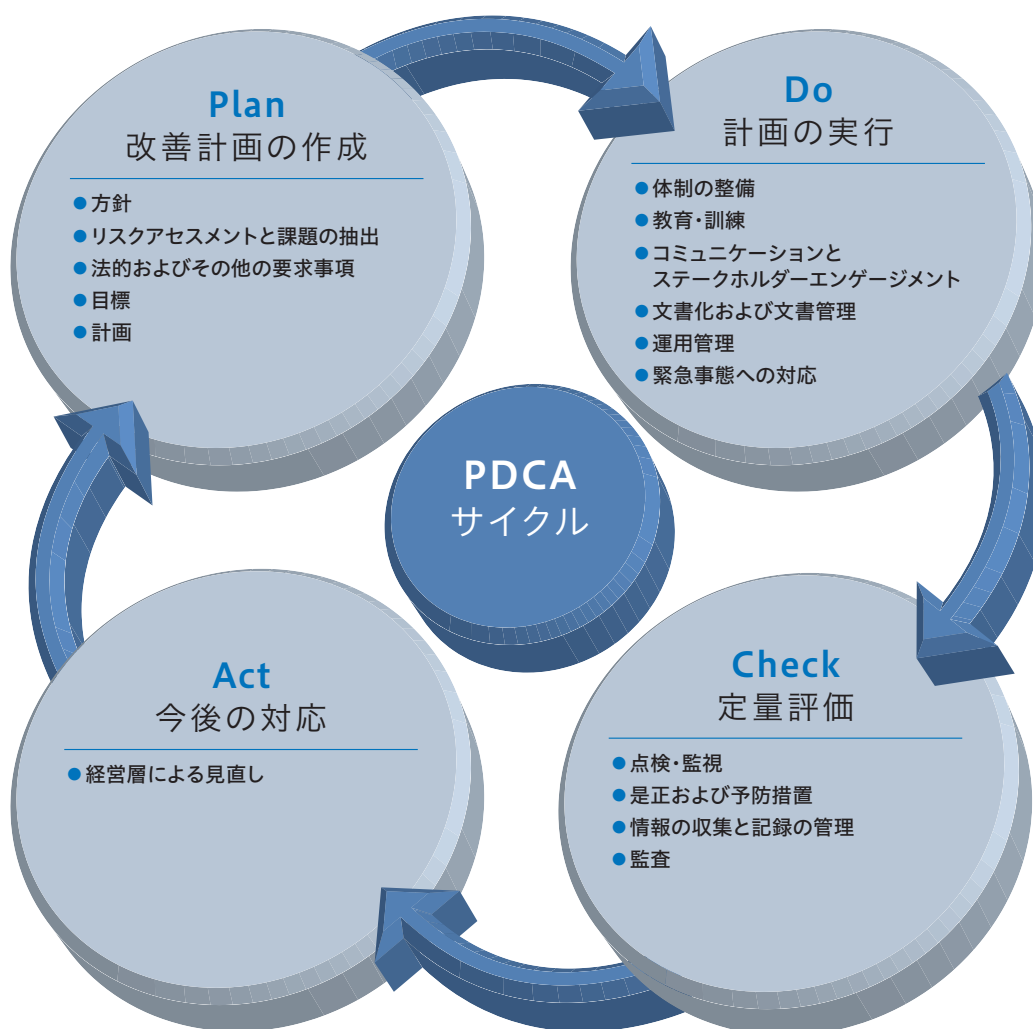 Plan
改善計画の作成
●方針
●リスクアセスメントと課題の抽出
●法的およびその他の要求事項
●目標
●計画
Do
計画の実行
●体制の整備
●教育・訓練
●コミュニケーションと
ステークホルダーエンゲージメント
●文書化および文書管理
●運用管理
●緊急事態への対応
PDCA
サイクル
Act
今後の対応
●経営層による見直し
Check
定量評価
●点検・監視
●是正および予防措置
●情報の収集と記録の管理
●監査